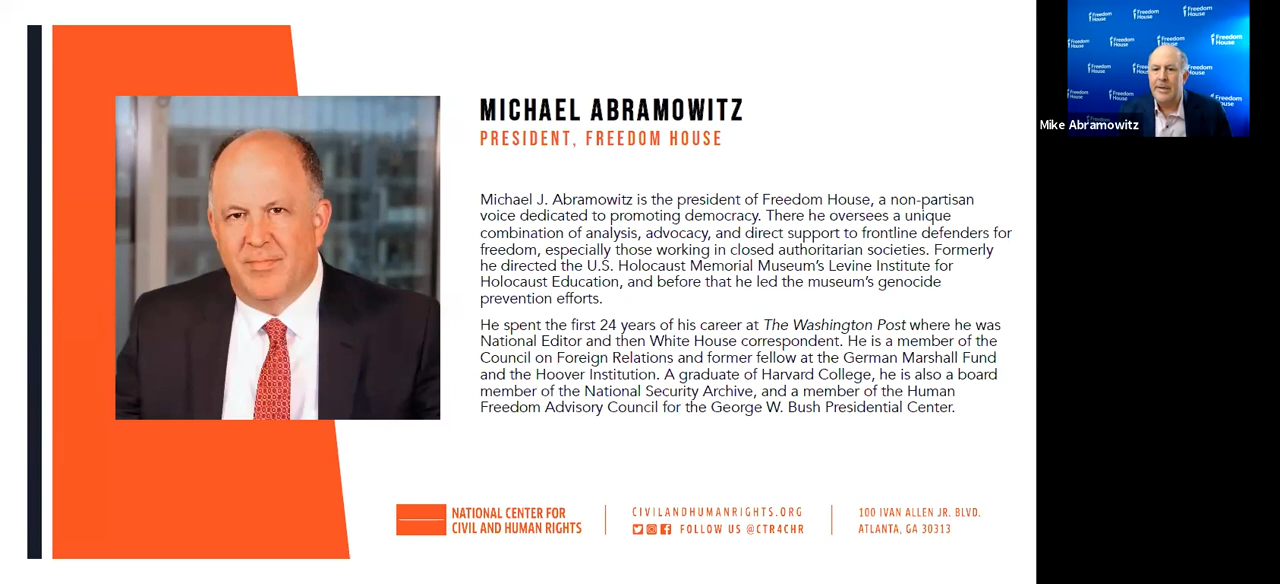 MICHAEL ABRAMOWITZ
PRESIDENT, FREEDOM HOUSE
Michael J. Abramowitz is the president of Freedom House, a non-partisan
voice dedicated to promoting democracy. There he oversees a unique
combination of analysis, advocacy, and direct support to frontline defenders for
freedom, especially those working in closed authoritarian societies. Formerly
he directed the U.S. Holocaust Memorial Museum's Levine Institute for
Holocaust Education, and before that he led the museum's genocide
prevention efforts.
He spent the first 24 years of his career at The Washington Post where he was
National Editor and then White House correspondent. He is a member of the
Council on Foreign Relations and former fellow at the German Marshall Fund
and the Hoover Institution. A graduate of Harvard College, he is also a board
member of the National Security Archive, and a member of the Human
Freedom Advisory Council for the George W. Bush Presidential Center.
NATIONAL CENTER FOR
CIVIL AND HUMAN RIGHTS
CIVILANDHUMANRIGHTS.ORG
FOLLOW US @CTR4CHR
100 IVAN ALLEN JR. BLVD.
ATLANTA, GA 30313
Freedom
House
Mike Abramowitz